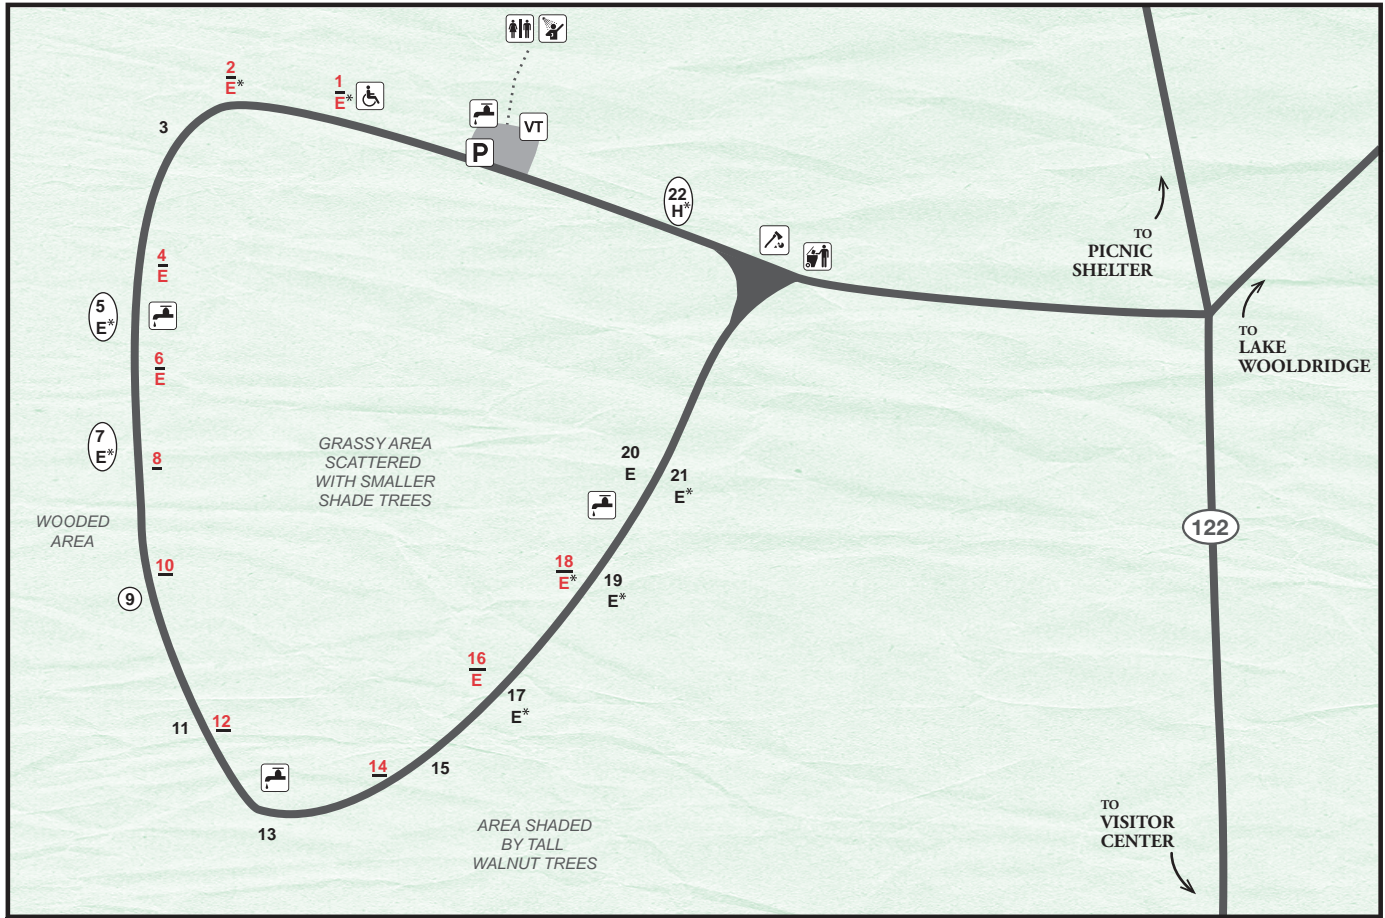 2
E*
1
E*
3
VT
P
22
H*
4
E
5
E*
6
E
7
E*
8
TO
PICNIC
SHELTER
TO
LAKE
WOOLDRIDGE
GRASSY AREA
SCATTERED
WITH SMALLER
SHADE TREES
20
E
21
E*
WOODED
AREA
122
10
9
18
E*
19
E*
16
E
17
E*
11
12
14
15
13
AREA SHADED
BY TALL
WALNUT TREES
TO
VISITOR
CENTER